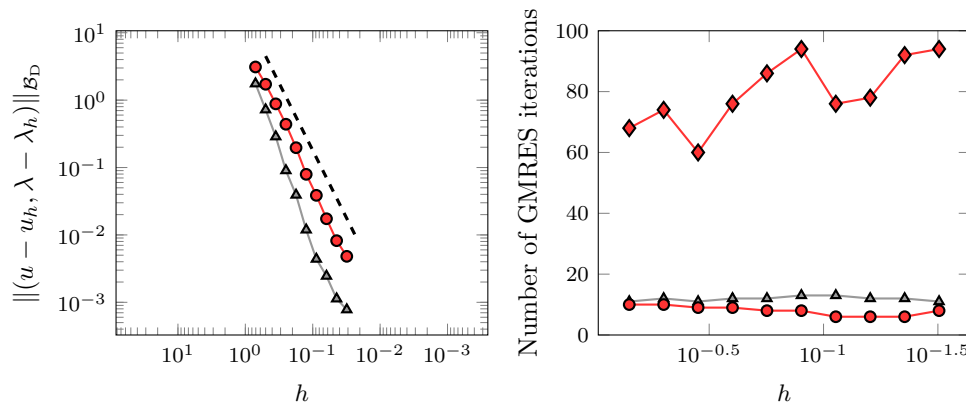 10^1
10^0
10^-1
10^-2
10^-3
‖(u − u_h, λ − λ_h)‖_{𝓑_D}
10^1 10^0 10^-1 10^-2 10^-3
h
100
80
60
40
20
0
Number of GMRES iterations
10^-0.5 10^-1 10^-1.5
h